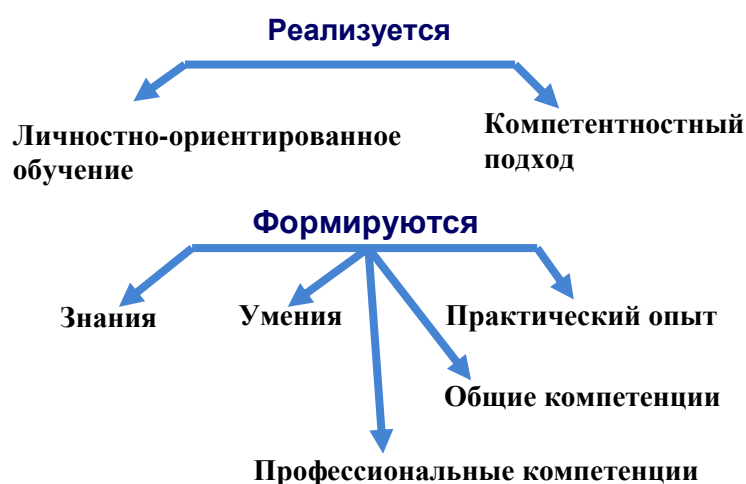 Реализуется
Личностно-ориентированное
обучение
Компетентностный
подход
Формируются
Знания
Умения
Практический опыт
Общие компетенции
Профессиональные компетенции